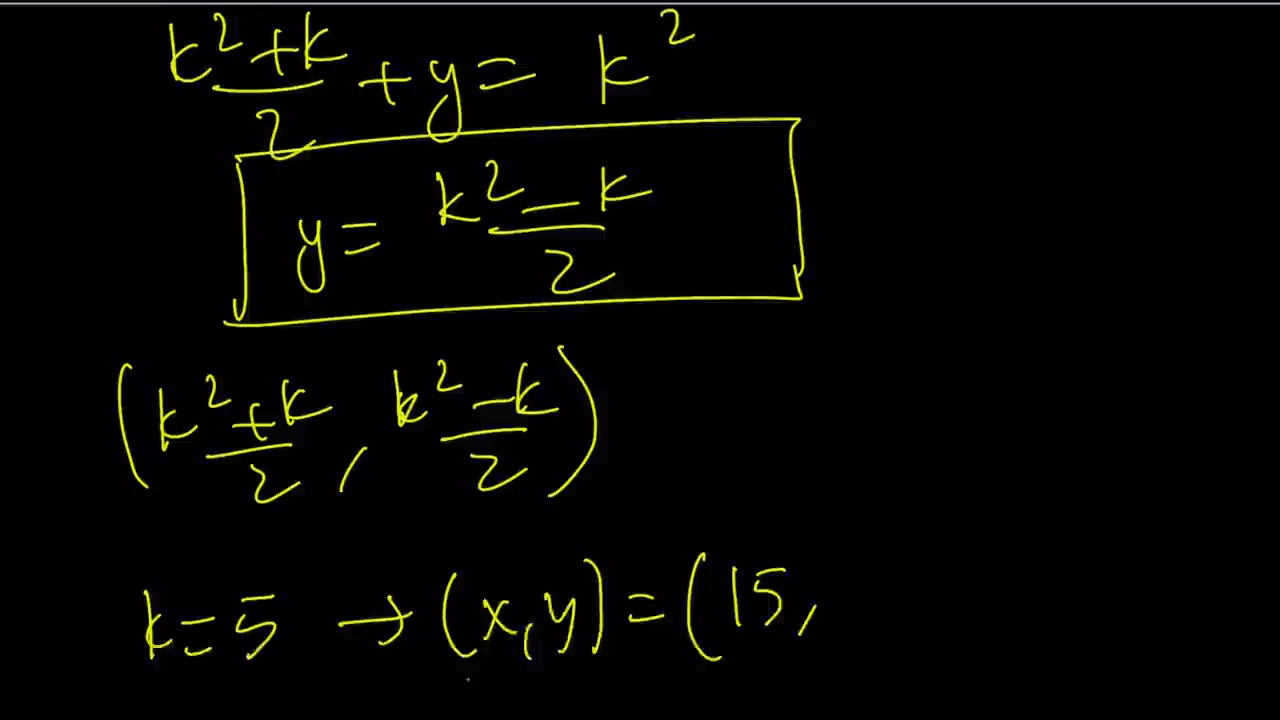 (k²+k)/2 + y = k²
y = (k² - k)/2
((k²+k)/2, (k²-k)/2)
k=5 → (x,y) = (15,